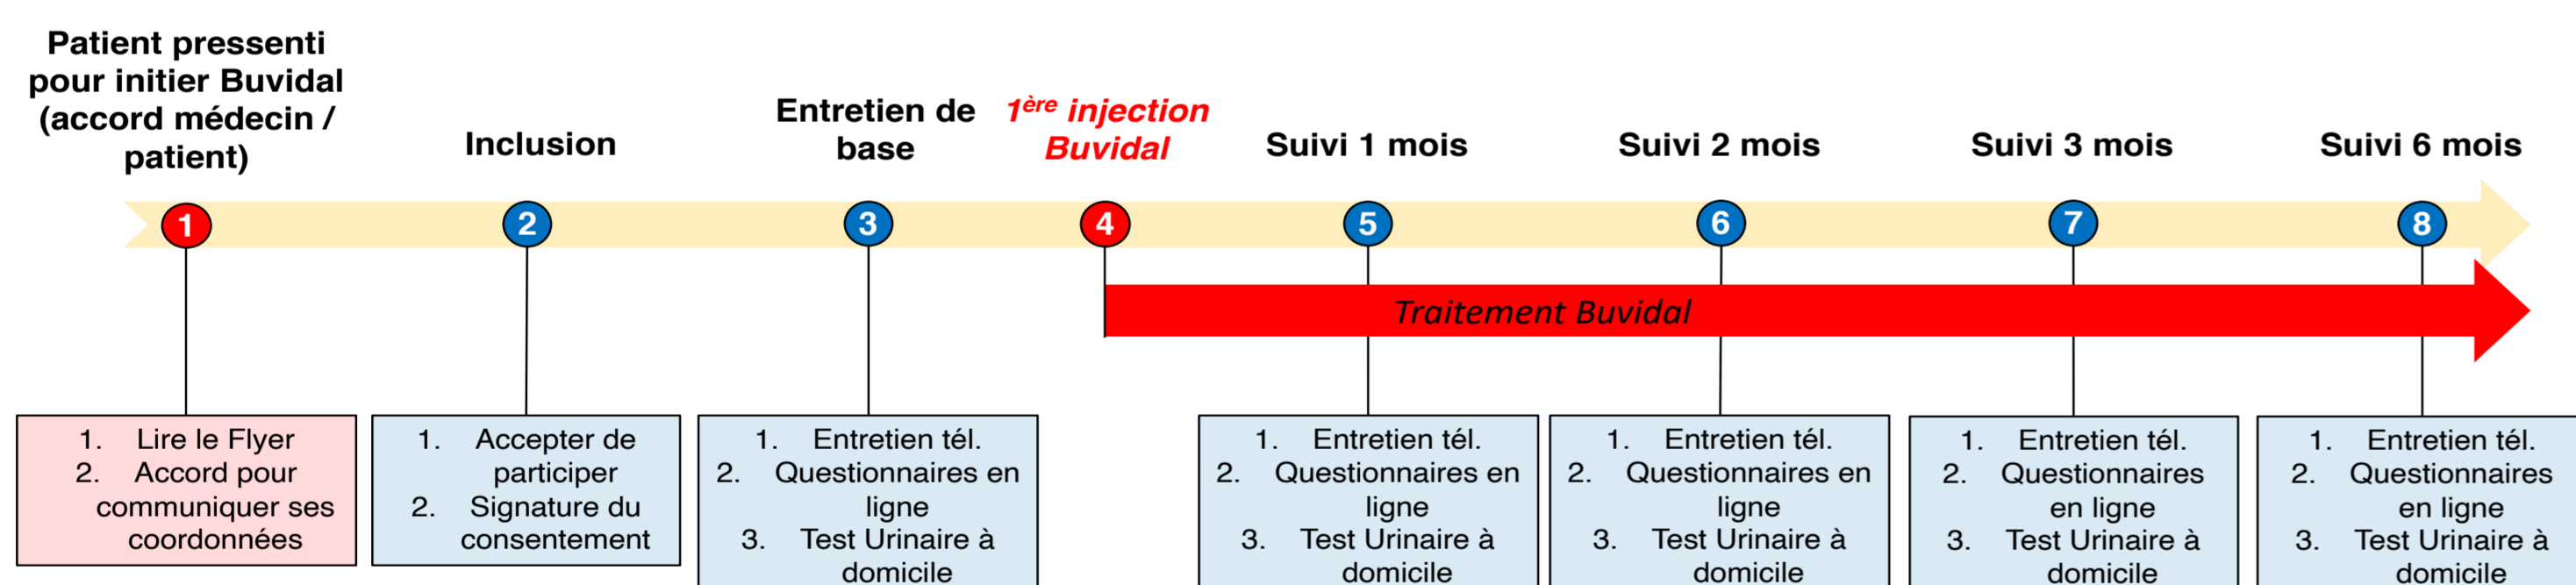 Patient pressenti
pour initier Buvidal
(accord médecin /
patient)
Inclusion
Entretien de
base
1ère injection
Buvidal
Suivi 1 mois
Suivi 2 mois
Suivi 3 mois
Suivi 6 mois
1
2
3
4
5
6
7
8
Traitement Buvidal
1. Lire le Flyer
2. Accord pour
communiquer ses
coordonnées
1. Accepter de
participer
2. Signature du
consentement
1. Entretien tél.
2. Questionnaires en
ligne
3. Test Urinaire à
domicile
1. Entretien tél.
2. Questionnaires en
ligne
3. Test Urinaire à
domicile
1. Entretien tél.
2. Questionnaires en
ligne
3. Test Urinaire à
domicile
1. Entretien tél.
2. Questionnaires
en ligne
3. Test Urinaire à
domicile
1. Entretien tél.
2. Questionnaires
en ligne
3. Test Urinaire à
domicile